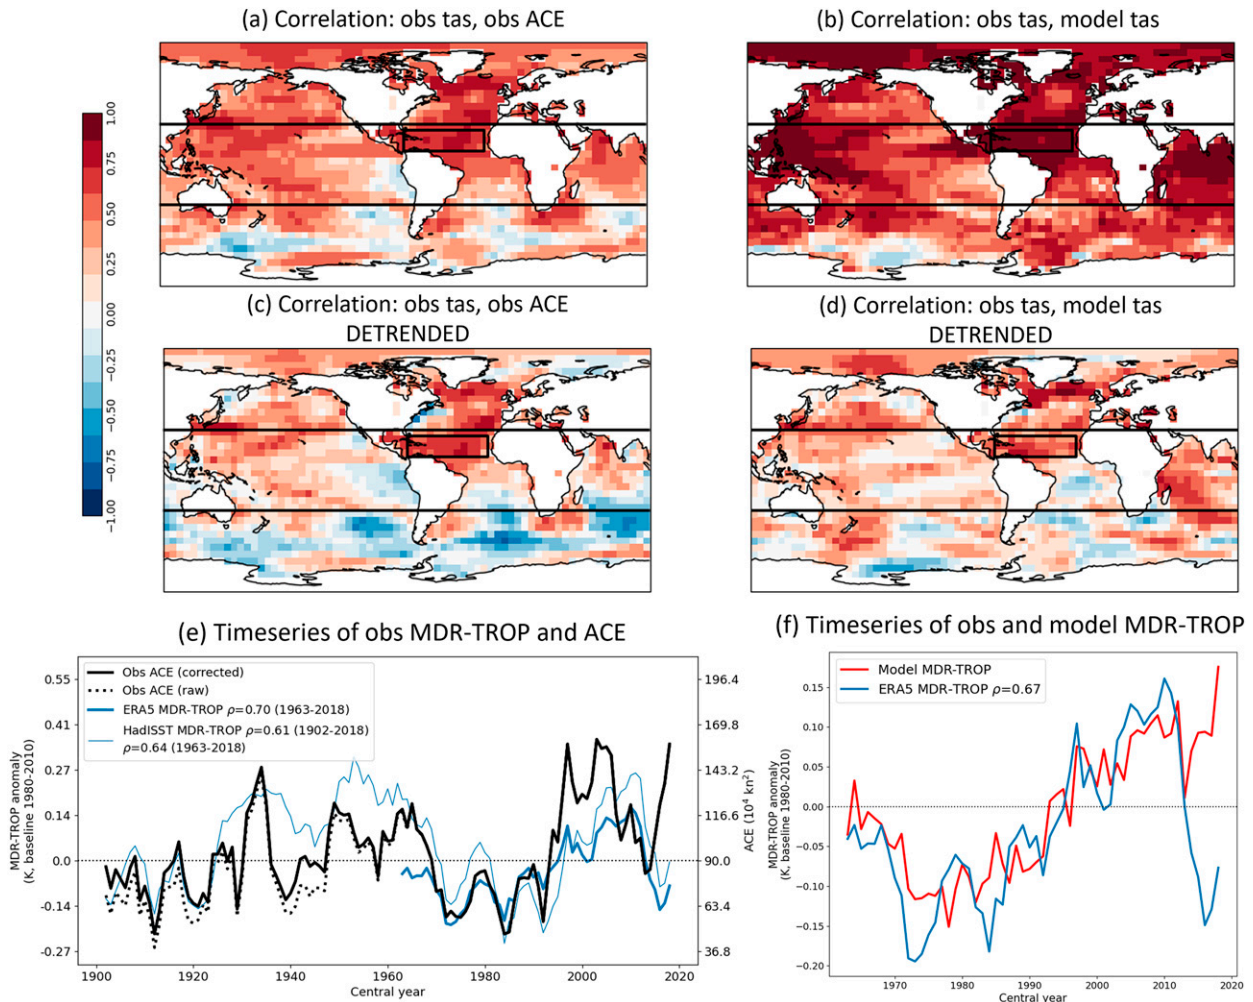 (a) Correlation: obs tas, obs ACE
(b) Correlation: obs tas, model tas
1.00
0.75
0.50
0.25
0.00
−0.25
−0.50
−0.75
−1.00
(c) Correlation: obs tas, obs ACE
DETRENDED
(d) Correlation: obs tas, model tas
DETRENDED
(e) Timeseries of obs MDR-TROP and ACE
Obs ACE (corrected)
Obs ACE (raw)
ERA5 MDR-TROP ρ=0.70 (1963-2018)
HadISST MDR-TROP ρ=0.61 (1902-2018)
ρ=0.64 (1963-2018)
MDR-TROP anomaly
(K, baseline 1980-2010)
0.55
0.41
0.27
0.14
0.0
-0.14
-0.27
196.4
169.8
143.2
116.6
90.0
63.4
36.8
ACE (10⁴ kn²)
1900
1920
1940
1960
1980
2000
2020
Central year
(f) Timeseries of obs and model MDR-TROP
Model MDR-TROP
ERA5 MDR-TROP ρ=0.67
MDR-TROP anomaly
(K, baseline 1980-2010)
0.15
0.10
0.05
0.00
−0.05
−0.10
−0.15
−0.20
1970
1980
1990
2000
2010
2020
Central year